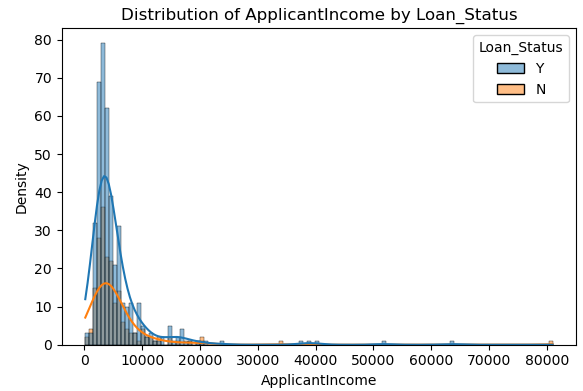 Distribution of ApplicantIncome by Loan_Status
Loan_Status
Y
N
Density
80
70
60
50
40
30
20
10
0
0 10000 20000 30000 40000 50000 60000 70000 80000
ApplicantIncome